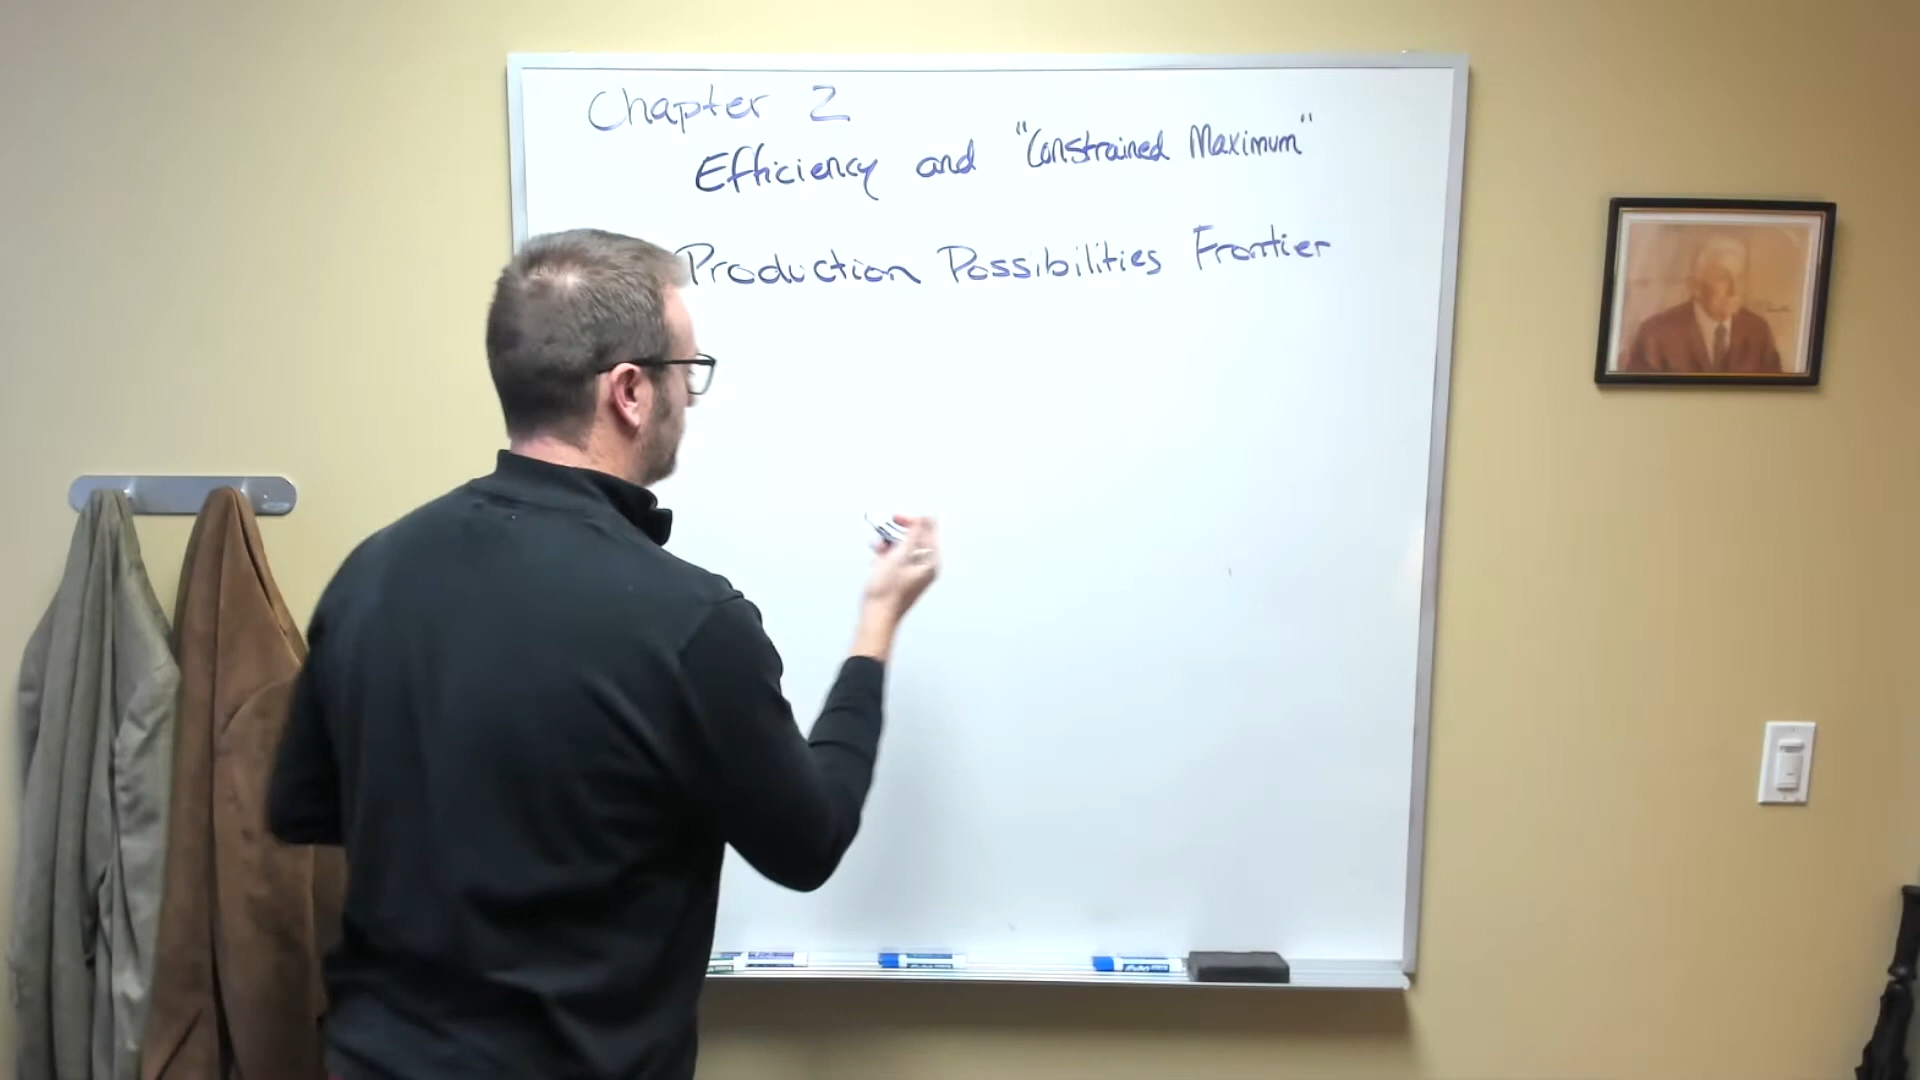 Chapter 2
Efficiency and "Constrained Maximum"
Production Possibilities Frontier